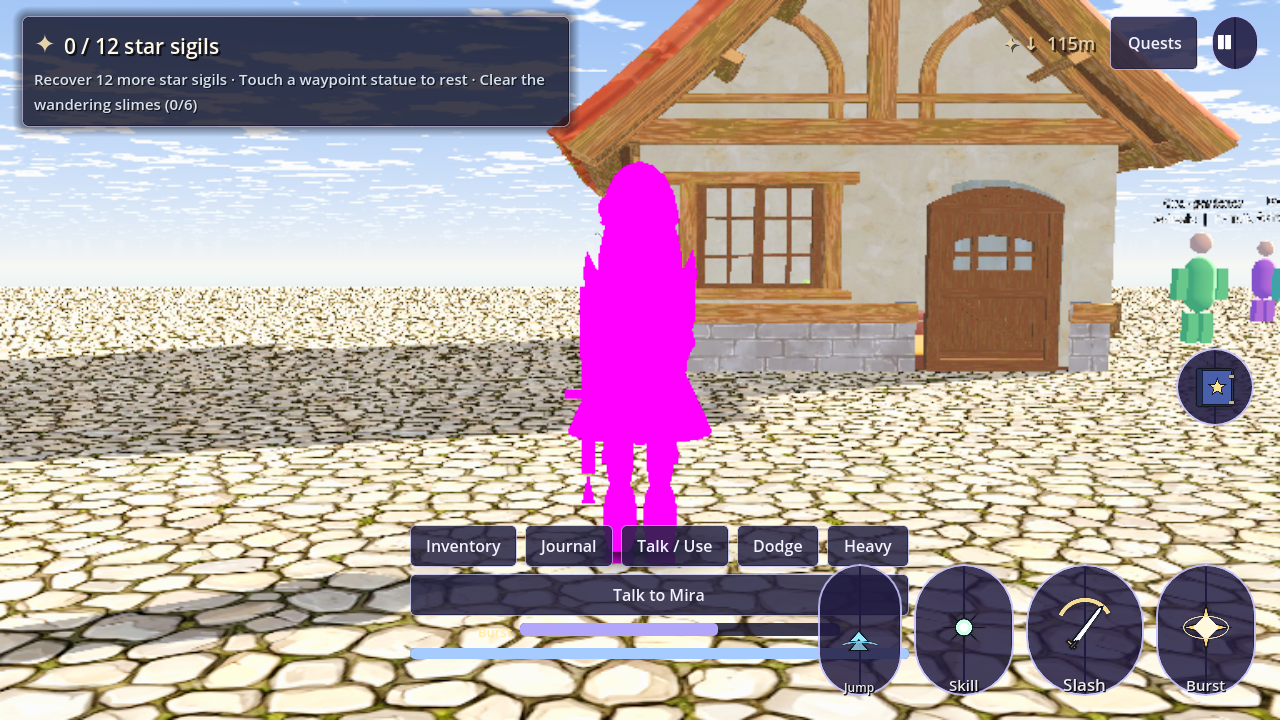 0 / 12 star sigils
Recover 12 more star sigils · Touch a waypoint statue to rest · Clear the
wandering slimes (0/6)
115m
Quests
Inventory
Journal
Talk / Use
Dodge
Heavy
Talk to Mira
Burst
Jump
Skill
Slash
Burst